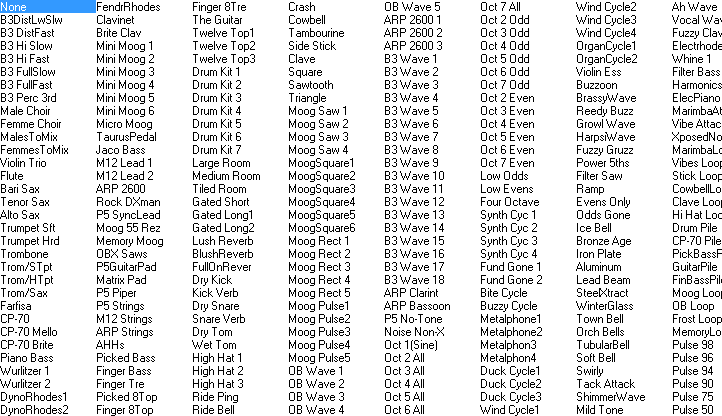 None
B3DistLwSlw
B3 DistFast
B3 Hi Slow
B3 Hi Fast
B3 FullSlow
B3 FullFast
B3 Perc 3rd
Male Choir
Femme Choir
MalesToMix
FemmesToMix
Violin Trio
Flute
Bari Sax
Tenor Sax
Alto Sax
Trumpet Sft
Trumpet Hrd
Trombone
Trom/STpt
Trom/HTpt
Trom/Sax
Farfisa
CP-70
CP-70 Mello
CP-70 Brite
Piano Bass
Wurlitzer 1
Wurlitzer 2
DynoRhodes1
DynoRhodes2
FendrRhodes
Clavinet
Brite Clav
Mini Moog 1
Mini Moog 2
Mini Moog 3
Mini Moog 4
Mini Moog 5
Mini Moog 6
Micro Moog
TaurusPedal
Jaco Bass
M12 Lead 1
M12 Lead 2
ARP 2600
Rock DXman
P5 SyncLead
Moog 55 Rez
Memory Moog
OBX Saws
P5GuitarPad
Matrix Pad
P5 Piper
P5 Strings
M12 Strings
ARP Strings
AHHs
Picked Bass
Finger Bass
Finger Tre
Picked 8Top
Finger 8Top
Finger 8Tre
The Guitar
Twelve Top1
Twelve Top2
Twelve Top3
Drum Kit 1
Drum Kit 2
Drum Kit 3
Drum Kit 4
Drum Kit 5
Drum Kit 6
Drum Kit 7
Large Room
Medium Room
Tiled Room
Gated Short
Gated Long1
Gated Long2
Lush Reverb
BlushReverb
FullOnRever
Dry Kick
Kick Verb
Dry Snare
Snare Verb
Dry Tom
Wet Tom
High Hat 1
High Hat 2
High Hat 3
Ride Ping
Ride Bell
Crash
Cowbell
Tambourine
Side Stick
Clave
Square
Sawtooth
Triangle
Moog Saw 1
Moog Saw 2
Moog Saw 3
Moog Saw 4
MoogSquare1
MoogSquare2
MoogSquare3
MoogSquare4
MoogSquare5
MoogSquare6
Moog Rect 1
Moog Rect 2
Moog Rect 3
Moog Rect 4
Moog Rect 5
Moog Pulse1
Moog Pulse2
Moog Pulse3
Moog Pulse4
Moog Pulse5
OB Wave 1
OB Wave 2
OB Wave 3
OB Wave 4
OB Wave 5
ARP 2600 1
ARP 2600 2
ARP 2600 3
B3 Wave 1
B3 Wave 2
B3 Wave 3
B3 Wave 4
B3 Wave 5
B3 Wave 6
B3 Wave 7
B3 Wave 8
B3 Wave 9
B3 Wave 10
B3 Wave 11
B3 Wave 12
B3 Wave 13
B3 Wave 14
B3 Wave 15
B3 Wave 16
B3 Wave 17
B3 Wave 18
ARP Clarint
ARP Bassoon
P5 No-Tone
Noise Non-X
Oct 1(Sine)
Oct 2 All
Oct 3 All
Oct 4 All
Oct 5 All
Oct 6 All
Oct 7 All
Oct 2 Odd
Oct 3 Odd
Oct 4 Odd
Oct 5 Odd
Oct 6 Odd
Oct 7 Odd
Oct 2 Even
Oct 3 Even
Oct 4 Even
Oct 5 Even
Oct 6 Even
Oct 7 Even
Low Odds
Low Evens
Four Octave
Synth Cyc 1
Synth Cyc 2
Synth Cyc 3
Synth Cyc 4
Fund Gone 1
Fund Gone 2
Bite Cycle
Buzzy Cycle
Metalphone1
Metalphone2
Metalphon3
Metalphon4
Duck Cycle1
Duck Cycle2
Duck Cycle3
Wind Cycle1
Wind Cycle2
Wind Cycle3
Wind Cycle4
OrganCycle1
OrganCycle2
Violin Ess
Buzzoon
BrassyWave
Reedy Buzz
Growl Wave
HarpsiWave
Fuzzy Gruzz
Power 5ths
Filter Saw
Ramp
Evens Only
Odds Gone
Ice Bell
Bronze Age
Iron Plate
Aluminum
Lead Beam
SteelXtract
WinterGlass
Town Bell
Orch Bells
TubularBell
Soft Bell
Swirly
Tack Attack
ShimmerWave
Mild Tone
Ah Wave
Vocal Wav
Fuzzy Clav
Electrhode
Whine 1
Filter Bass
Harmonics
ElecPiano
MarimbaAt
Vibe Attac
XposedNo
MarimbaLo
Vibes Loop
Stick Loop
CowbellLo
Clave Loop
Hi Hat Loo
Drum Pile
CP-70 Pile
PickBassF
GuitarPile
FinBassPil
Moog Loop
OB Loop
Frost Loop
MemoryLo
Pulse 98
Pulse 96
Pulse 94
Pulse 90
Pulse 75
Pulse 50